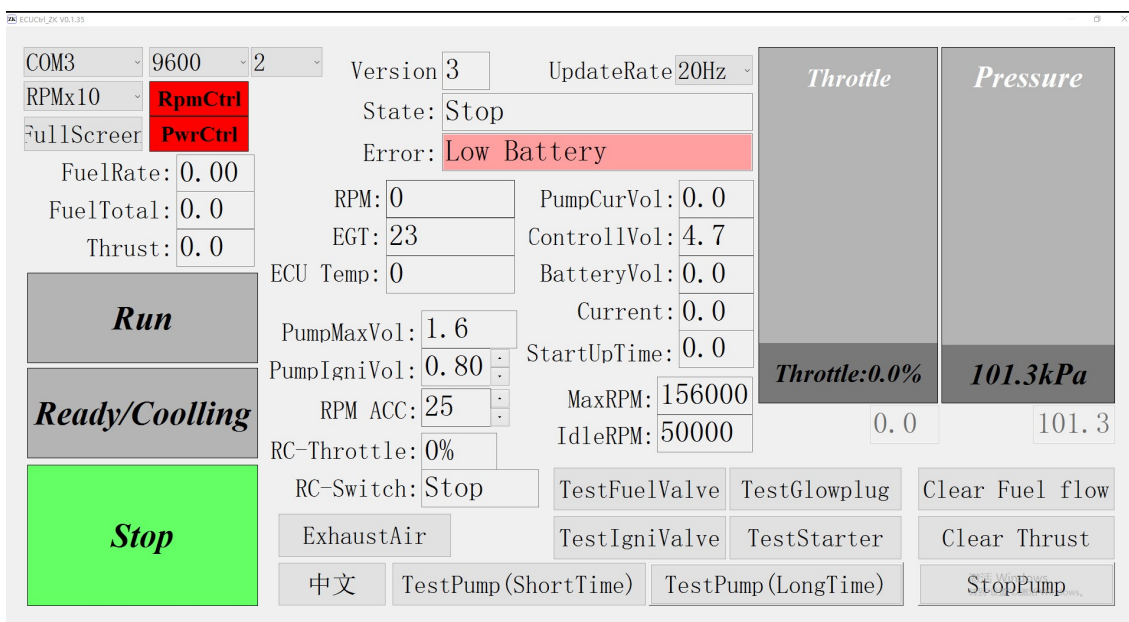 ZK ECUCtrl_ZK V0.1.35
COM3 9600 2
RPMx10 RpmCtrl
FullScreen PwrCtrl
FuelRate: 0.00
FuelTotal: 0.0
Thrust: 0.0
Run
Ready/Coolling
Stop
Version 3 UpdateRate 20Hz
State: Stop
Error: Low Battery
RPM: 0 PumpCurVol: 0.0
EGT: 23 ControllVol: 4.7
ECU Temp: 0 BatteryVol: 0.0
Current: 0.0
PumpMaxVol: 1.6
StartUpTime: 0.0
PumpIgniVol: 0.80
RPM ACC: 25 MaxRPM: 156000
RC-Throttle: 0% IdleRPM: 50000
RC-Switch: Stop
Throttle Pressure
Throttle:0.0% 101.3kPa
0.0 101.3
TestFuelValve TestGlowplug Clear Fuel flow
ExhaustAir TestIgniValve TestStarter Clear Thrust
中文 TestPump(ShortTime) TestPump(LongTime) StopPump
Windows